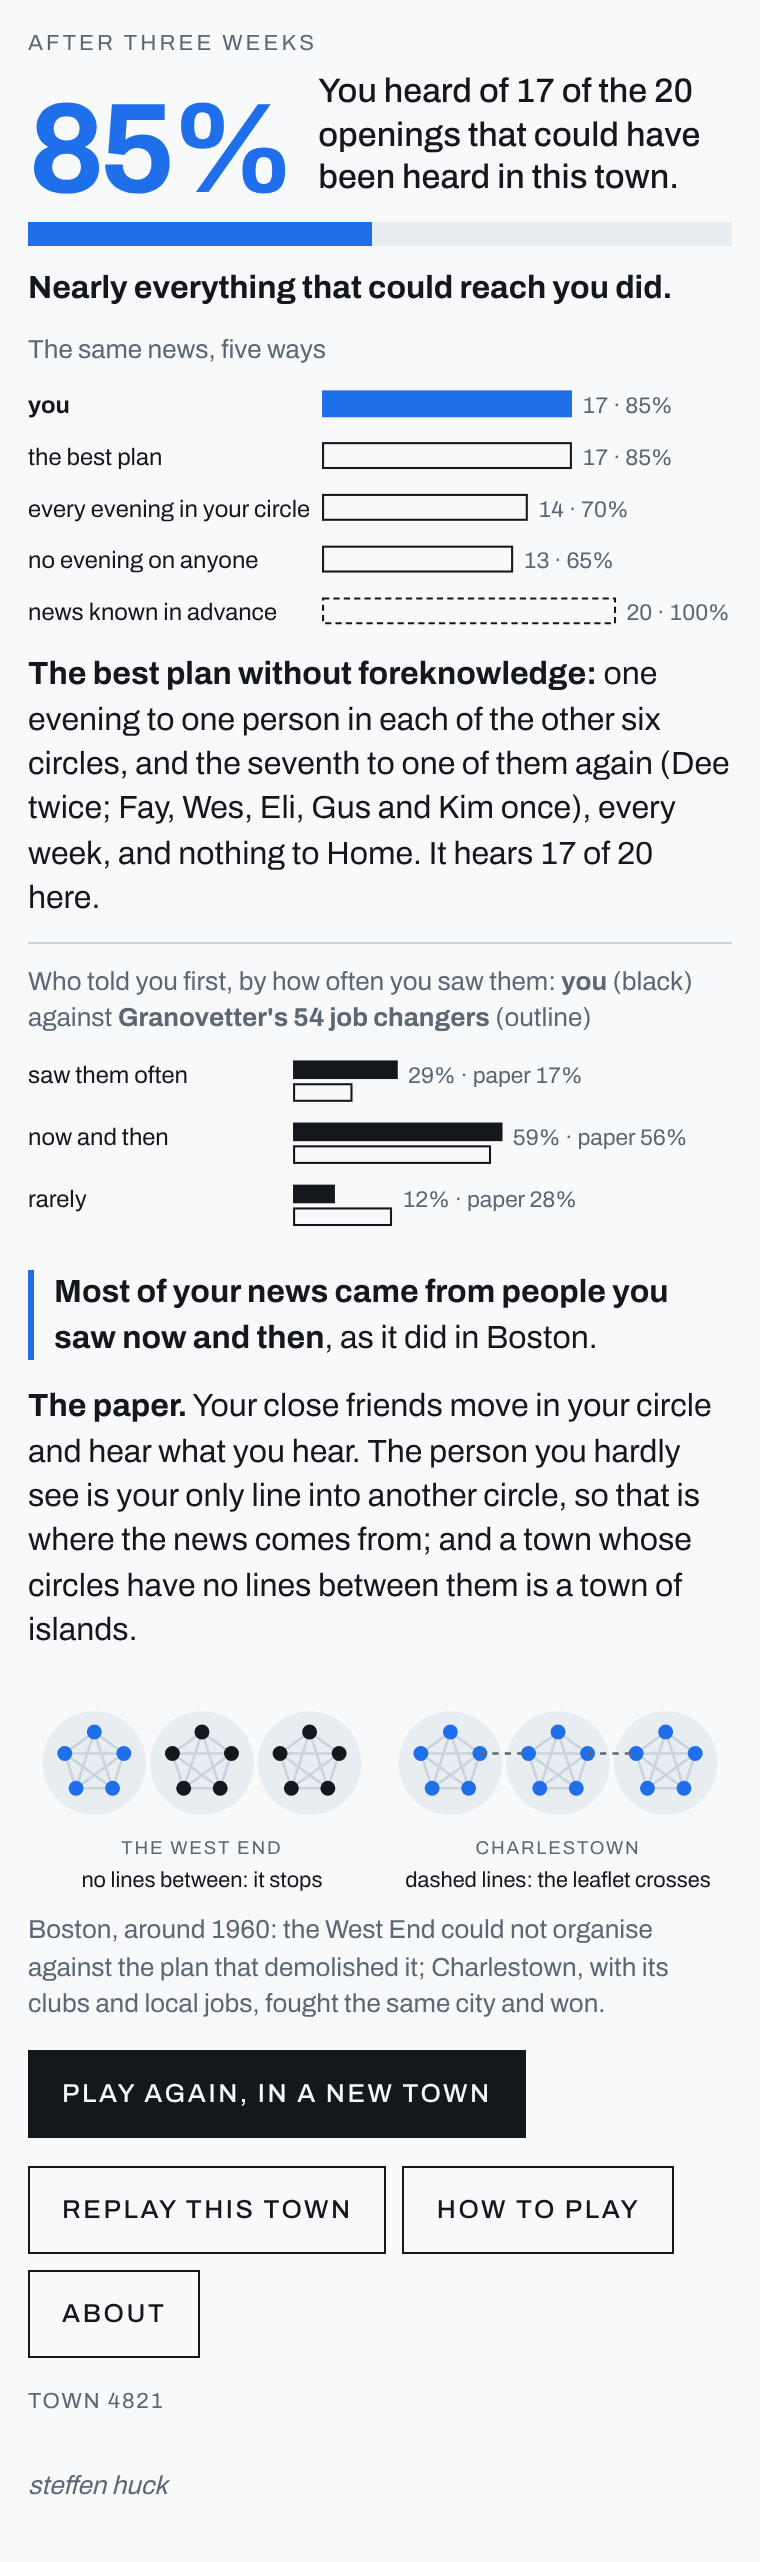 AFTER THREE WEEKS
85%
You heard of 17 of the 20
openings that could have
been heard in this town.
Nearly everything that could reach you did.
The same news, five ways
you 17 · 85%
the best plan 17 · 85%
every evening in your circle 14 · 70%
no evening on anyone 13 · 65%
news known in advance 20 · 100%
The best plan without foreknowledge: one
evening to one person in each of the other six
circles, and the seventh to one of them again (Dee
twice; Fay, Wes, Eli, Gus and Kim once), every
week, and nothing to Home. It hears 17 of 20
here.
Who told you first, by how often you saw them: you (black)
against Granovetter's 54 job changers (outline)
saw them often 29% · paper 17%
now and then 59% · paper 56%
rarely 12% · paper 28%
Most of your news came from people you
saw now and then, as it did in Boston.
The paper. Your close friends move in your circle
and hear what you hear. The person you hardly
see is your only line into another circle, so that is
where the news comes from; and a town whose
circles have no lines between them is a town of
islands.
THE WEST END
no lines between: it stops
CHARLESTOWN
dashed lines: the leaflet crosses
Boston, around 1960: the West End could not organise
against the plan that demolished it; Charlestown, with its
clubs and local jobs, fought the same city and won.
PLAY AGAIN, IN A NEW TOWN
REPLAY THIS TOWN
HOW TO PLAY
ABOUT
TOWN 4821
steffen huck